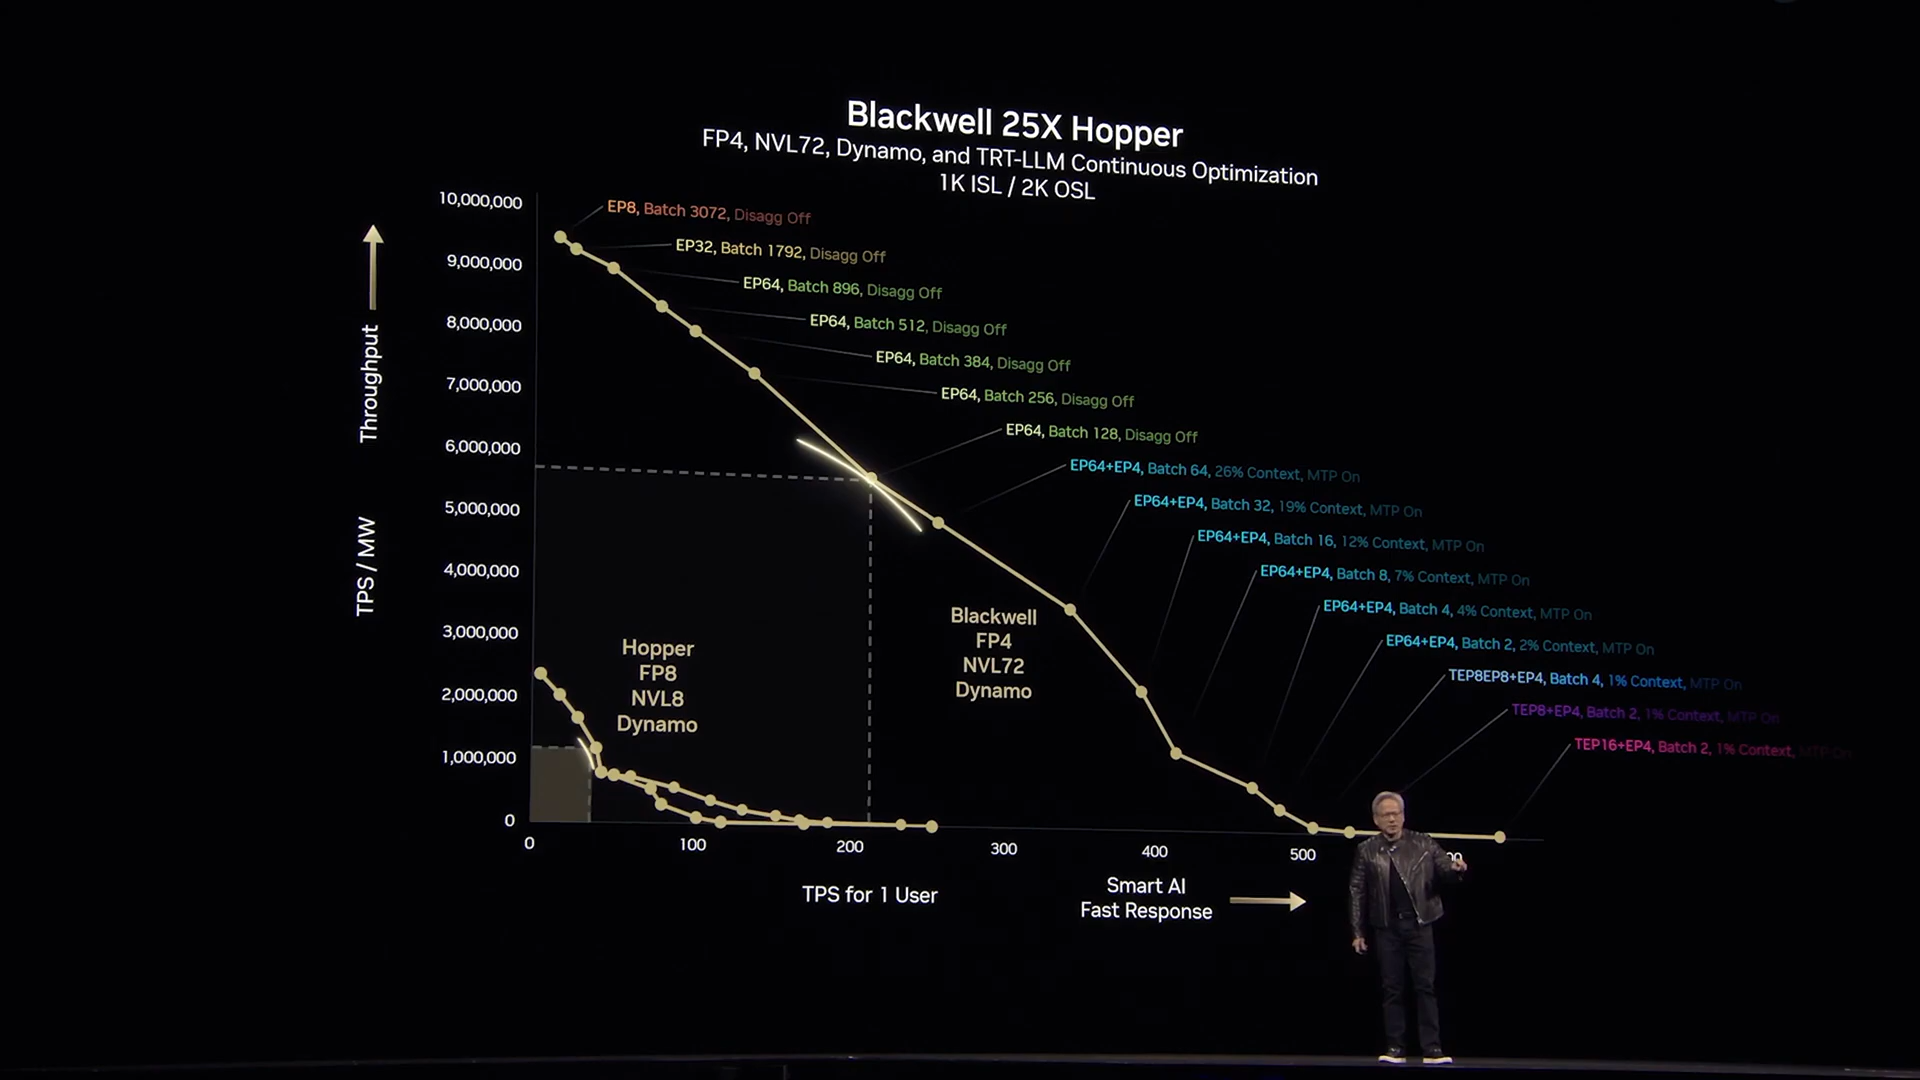 Blackwell 25X Hopper
FP4, NVL72, Dynamo, and TRT-LLM Continuous Optimization
1K ISL / 2K OSL
10,000,000
9,000,000
8,000,000
7,000,000
6,000,000
5,000,000
4,000,000
3,000,000
2,000,000
1,000,000
0
Throughput
TPS / MW
EP8, Batch 3072, Disagg Off
EP32, Batch 1792, Disagg Off
EP64, Batch 896, Disagg Off
EP64, Batch 512, Disagg Off
EP64, Batch 384, Disagg Off
EP64, Batch 256, Disagg Off
EP64, Batch 128, Disagg Off
EP64+EP4, Batch 64, 26% Context, MTP On
EP64+EP4, Batch 32, 19% Context, MTP On
EP64+EP4, Batch 16, 12% Context, MTP On
EP64+EP4, Batch 8, 7% Context, MTP On
EP64+EP4, Batch 4, 4% Context, MTP On
EP64+EP4, Batch 2, 2% Context, MTP On
TEP8EP8+EP4, Batch 4, 1% Context, MTP On
TEP8+EP4, Batch 2, 1% Context, MTP On
TEP16+EP4, Batch 2, 1% Context, MTP On
Hopper
FP8
NVL8
Dynamo
Blackwell
FP4
NVL72
Dynamo
0
100
200
300
400
500
TPS for 1 User
Smart AI
Fast Response